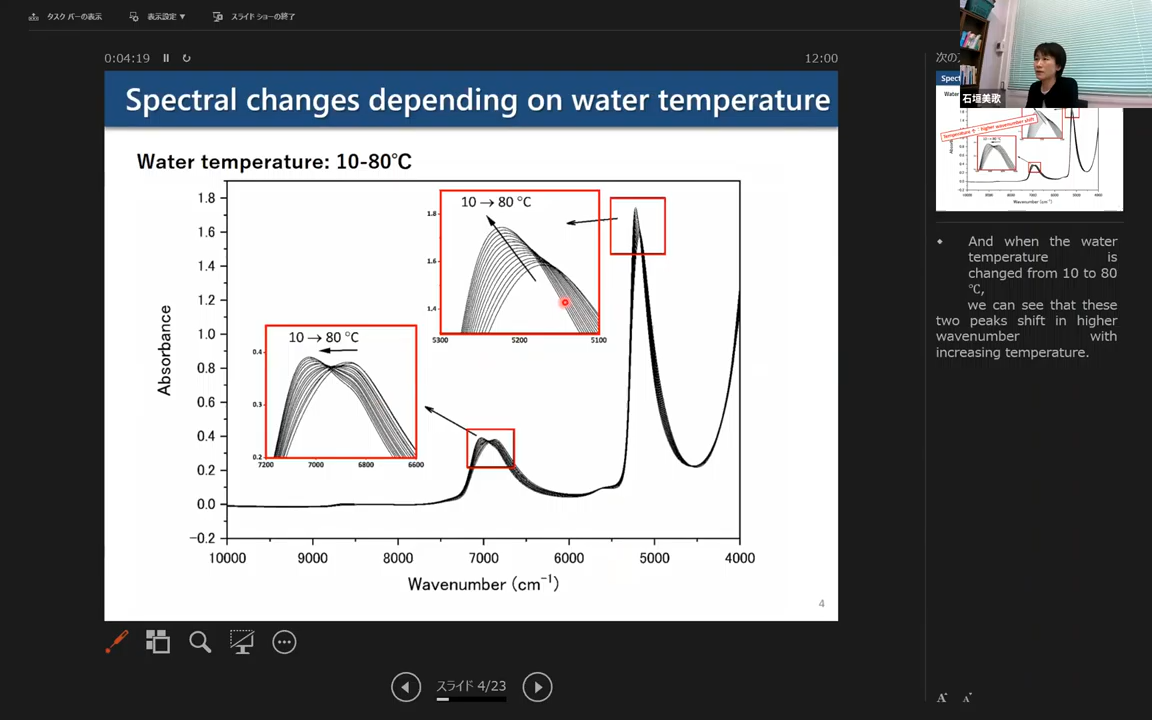 タスク バーの表示
表示設定 ▼
スライド ショーの終了
0:04:19
12:00
Spectral changes depending on water temperature
Water temperature: 10-80℃
Absorbance
1.8
1.6
1.4
1.2
1.0
0.8
0.6
0.4
0.2
0.0
−0.2
10000 9000 8000 7000 6000 5000 4000
Wavenumber (cm⁻¹)
10 → 80 °C
1.8
1.6
1.4
5300 5200 5100
10 → 80 °C
0.4
0.3
0.2
7200 7000 6800 6600
4
スライド 4/23
石垣美歌
And when the water
temperature is
changed from 10 to 80
℃,
we can see that these
two peaks shift in higher
wavenumber with
increasing temperature.